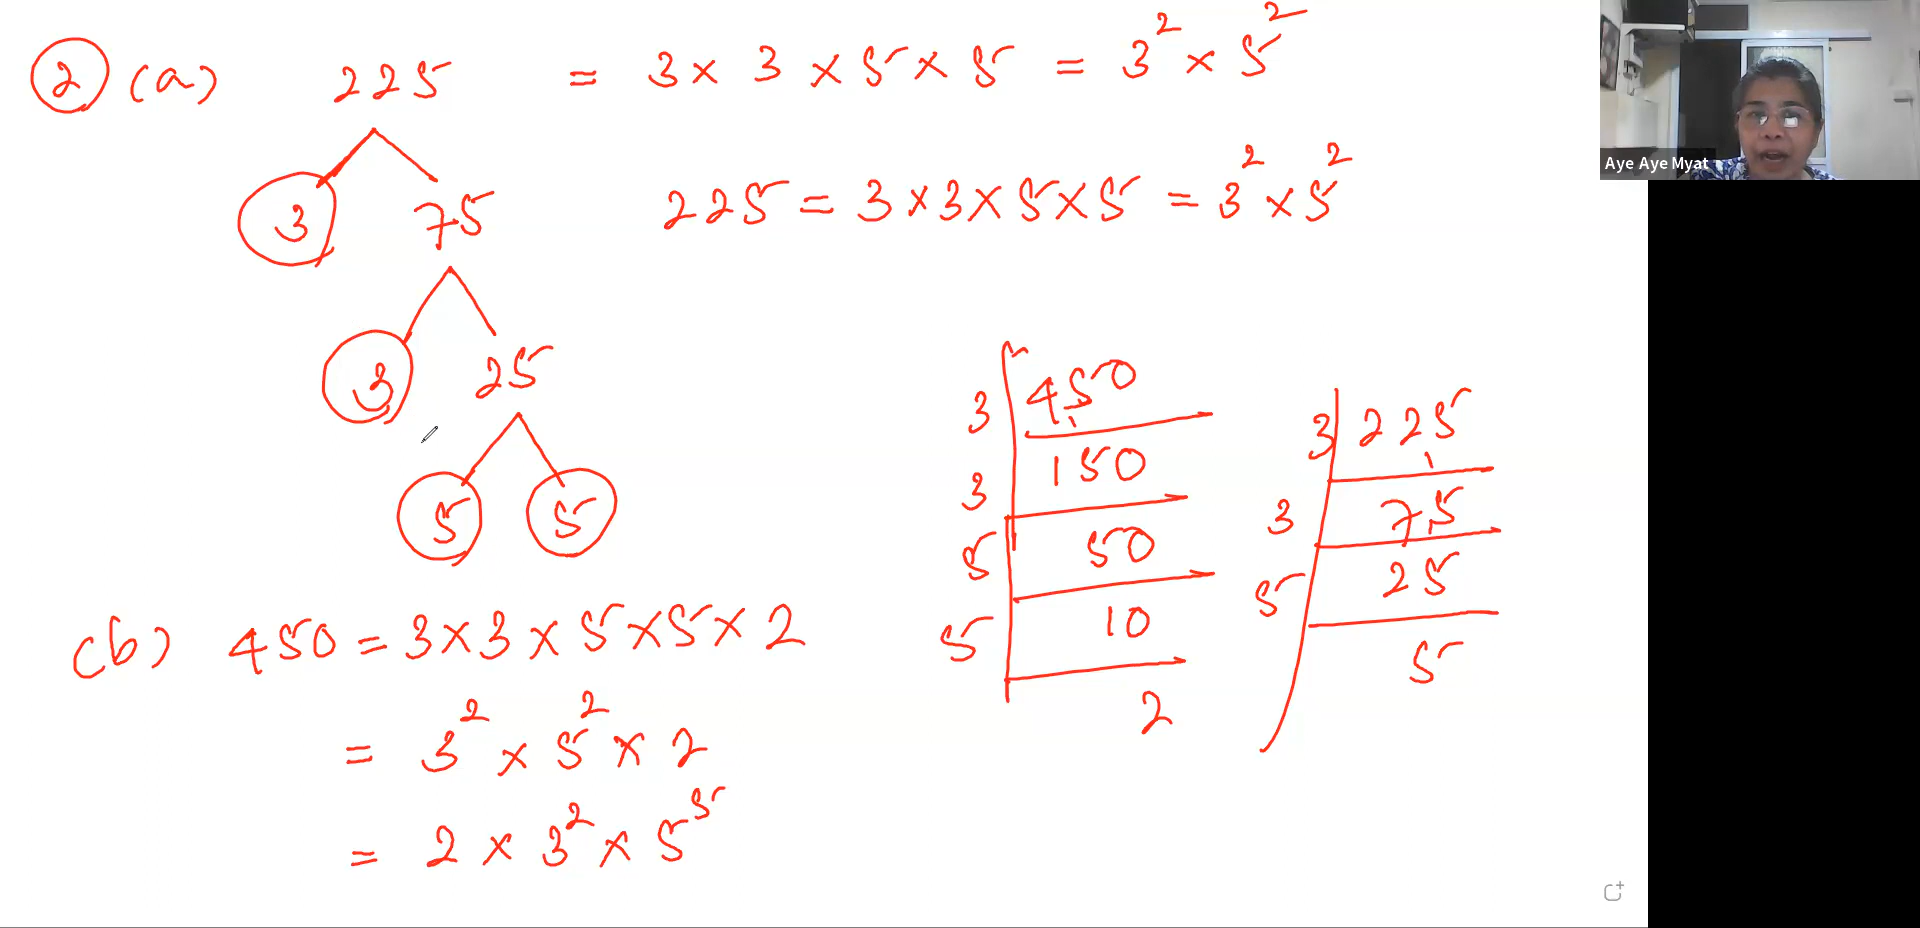 2 (a) 225 = 3 × 3 × 5 × 5 = 3² × 5²
3 75
225 = 3 × 3 × 5 × 5 = 3² × 5²
3 25
5 5
3 450
3 150
5 50
5 10
2
3 225
3 75
5 25
5
(b) 450 = 3 × 3 × 5 × 5 × 2
= 3² × 5² × 2
= 2 × 3² × 5⁵
Aye Aye Myat